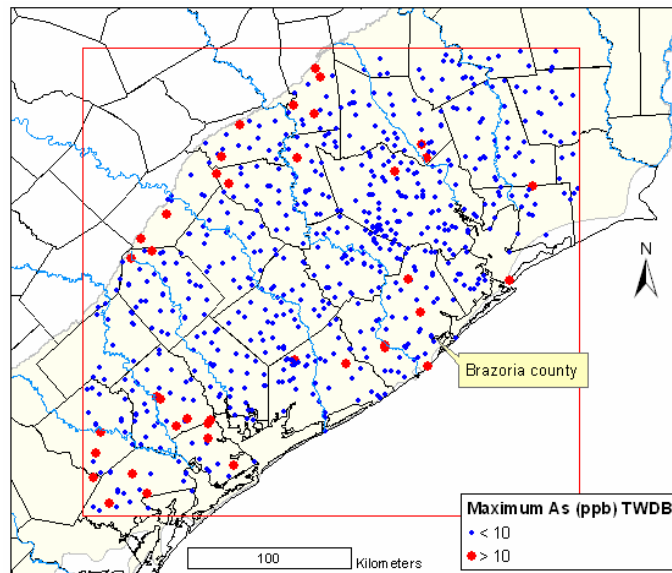 N
Brazoria county
Maximum As (ppb) TWDB
< 10
> 10
100
Kilometers